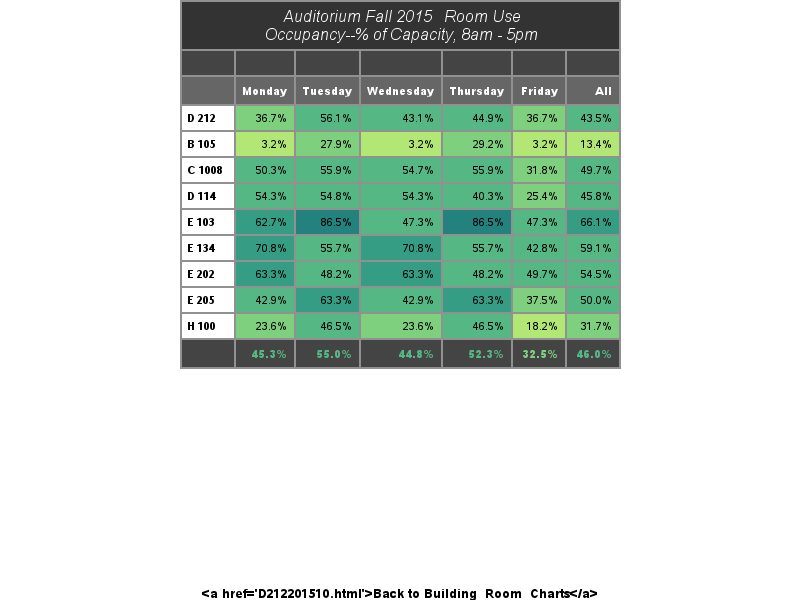 Auditorium Fall 2015 Room Use
Occupancy--% of Capacity, 8am - 5pm
Monday Tuesday Wednesday Thursday Friday All
D 212 36.7% 56.1% 43.1% 44.9% 36.7% 43.5%
B 105 3.2% 27.9% 3.2% 29.2% 3.2% 13.4%
C 1008 50.3% 55.9% 54.7% 55.9% 31.8% 49.7%
D 114 54.3% 54.8% 54.3% 40.3% 25.4% 45.8%
E 103 62.7% 86.5% 47.3% 86.5% 47.3% 66.1%
E 134 70.8% 55.7% 70.8% 55.7% 42.8% 59.1%
E 202 63.3% 48.2% 63.3% 48.2% 49.7% 54.5%
E 205 42.9% 63.3% 42.9% 63.3% 37.5% 50.0%
H 100 23.6% 46.5% 23.6% 46.5% 18.2% 31.7%
45.3% 55.0% 44.8% 52.3% 32.5% 46.0%
<a href='D212201510.html'>Back to Building Room Charts</a>